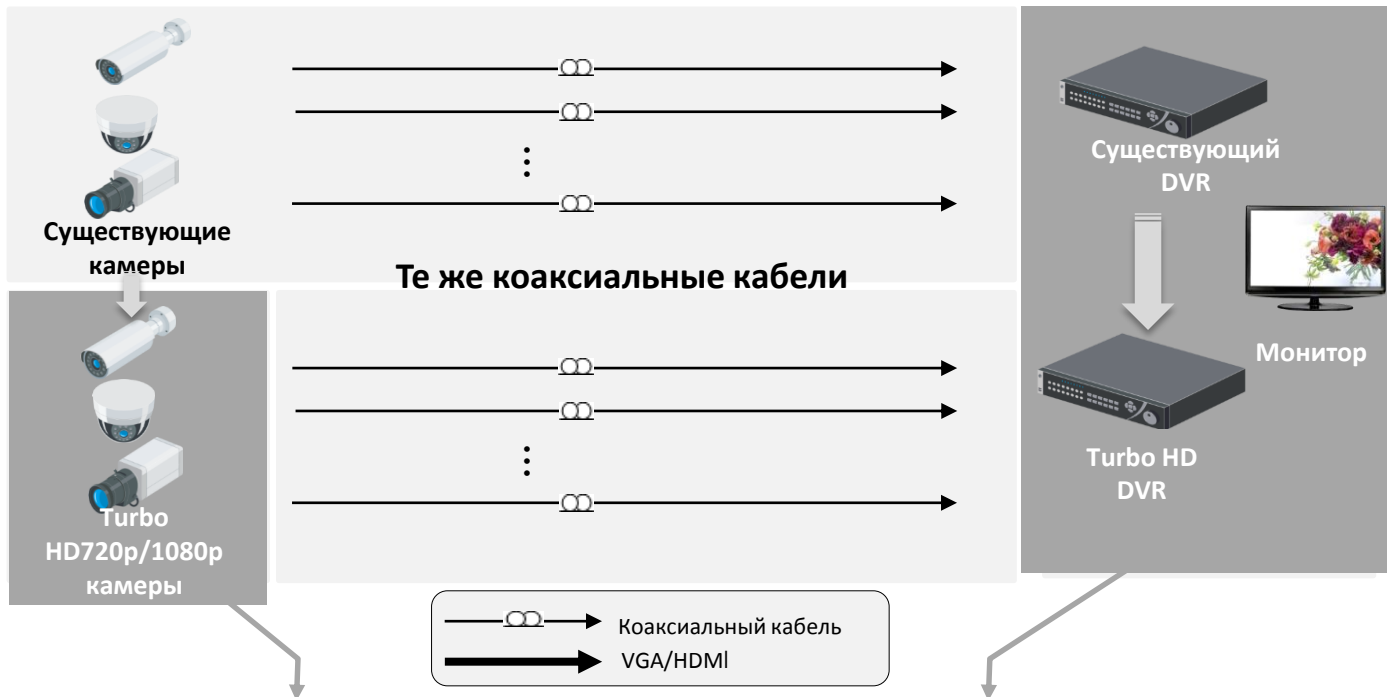 Существующие
камеры
Те же коаксиальные кабели
Существующий
DVR
Монитор
Turbo HD
DVR
Turbo
HD720p/1080p
камеры
Коаксиальный кабель
VGA/HDMl